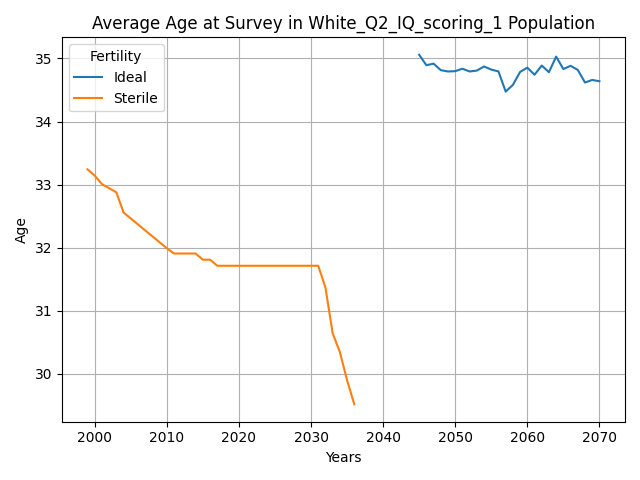 Average Age at Survey in White_Q2_IQ_scoring_1 Population
Fertility
Ideal
Sterile
Age
35
34
33
32
31
30
2000 2010 2020 2030 2040 2050 2060 2070
Years